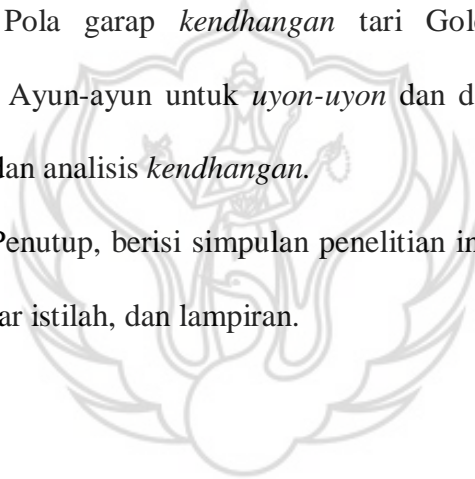 Pola garap kendhangan tari Gol
Ayun-ayun untuk uyon-uyon dan d
dan analisis kendhangan.
Penutup, berisi simpulan penelitian in
ar istilah, dan lampiran.